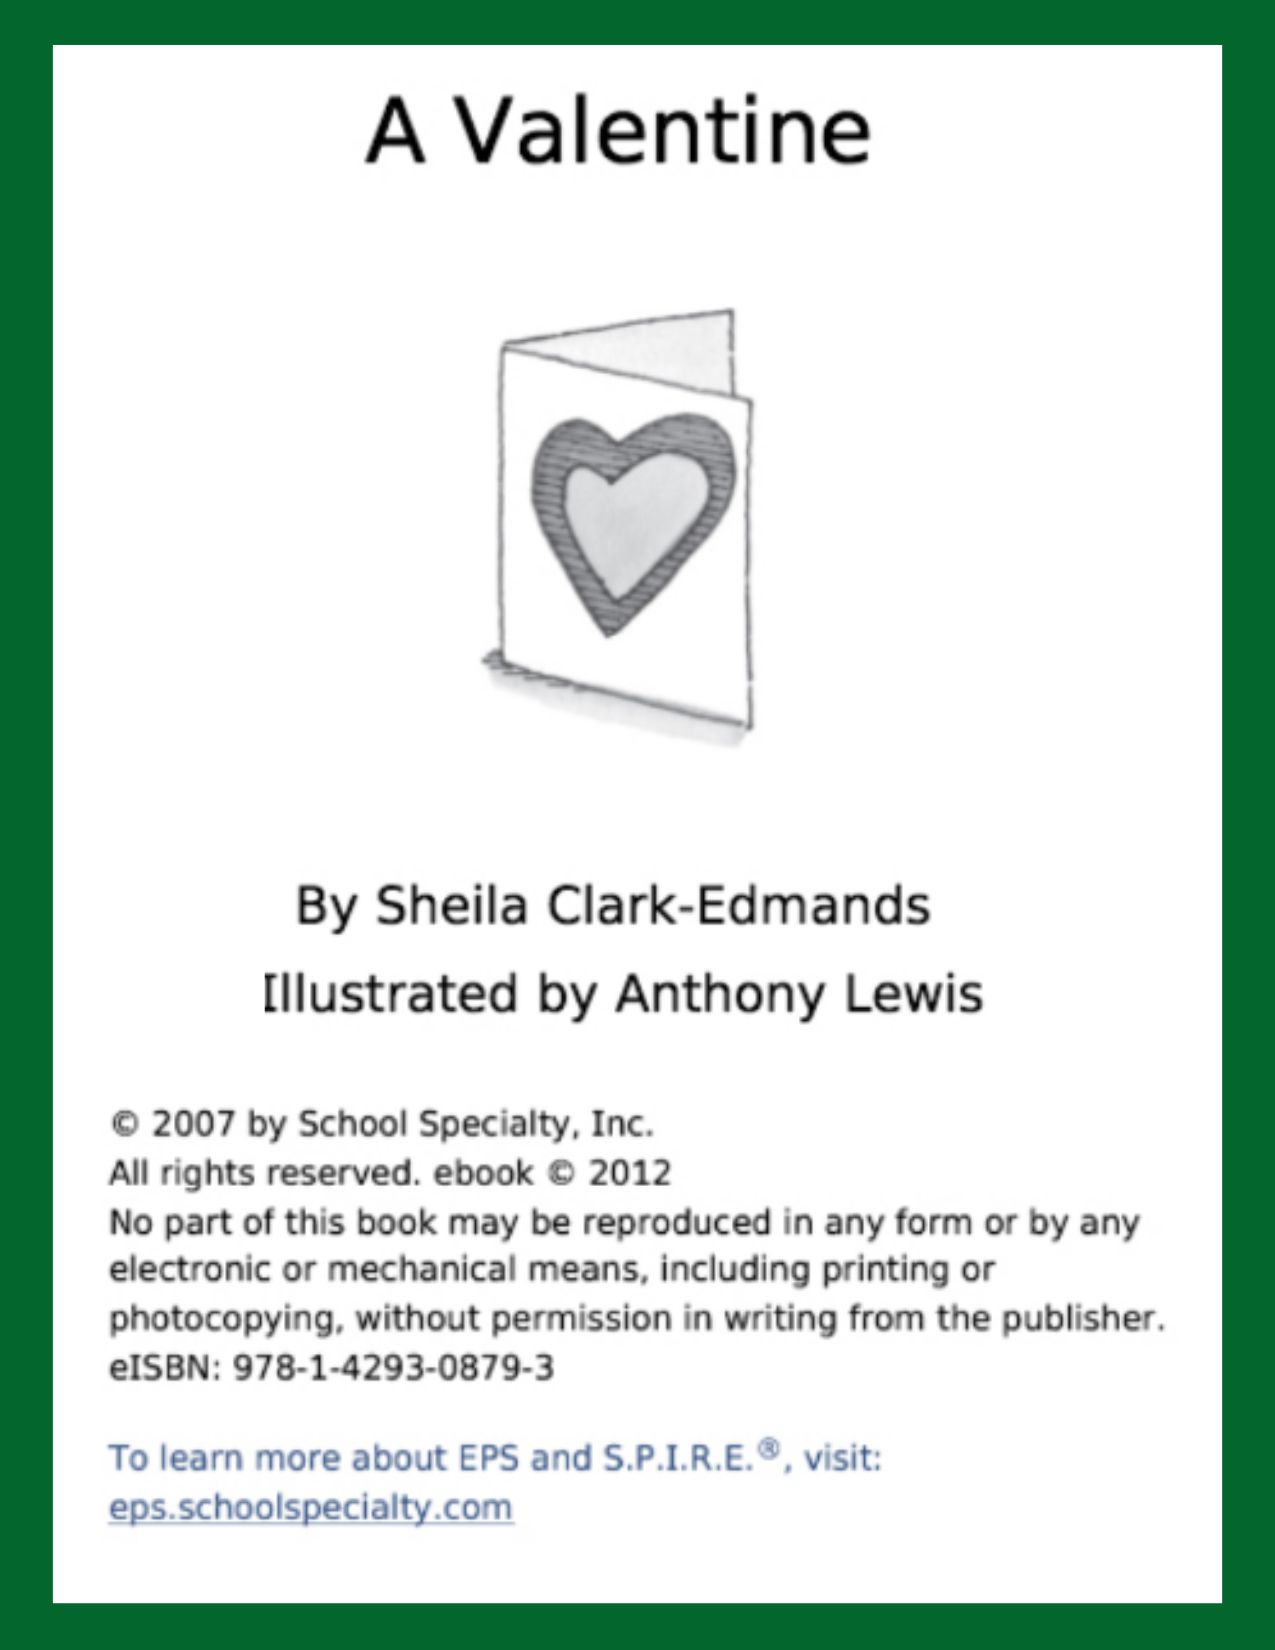 A Valentine
By Sheila Clark-Edmands
Illustrated by Anthony Lewis
© 2007 by School Specialty, Inc.
All rights reserved. ebook © 2012
No part of this book may be reproduced in any form or by any
electronic or mechanical means, including printing or
photocopying, without permission in writing from the publisher.
eISBN: 978-1-4293-0879-3
To learn more about EPS and S.P.I.R.E.®, visit:
eps.schoolspecialty.com